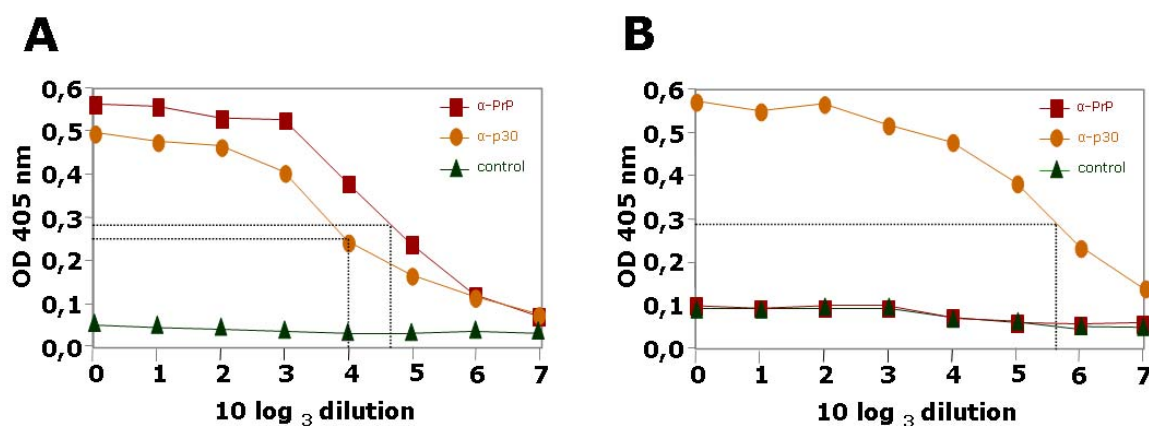 A
OD 405 nm
0,6
0,5
0,4
0,3
0,2
0,1
0,0
α-PrP
α-p30
control
0 1 2 3 4 5 6 7
10 log 3 dilution
B
OD 405 nm
0,6
0,5
0,4
0,3
0,2
0,1
0,0
α-PrP
α-p30
control
0 1 2 3 4 5 6 7
10 log 3 dilution